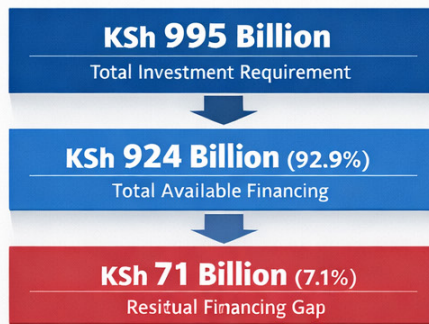 KSh 995 Billion
Total Investment Requirement
KSh 924 Billion (92.9%)
Total Available Financing
KSh 71 Billion (7.1%)
Resitual Financing Gap